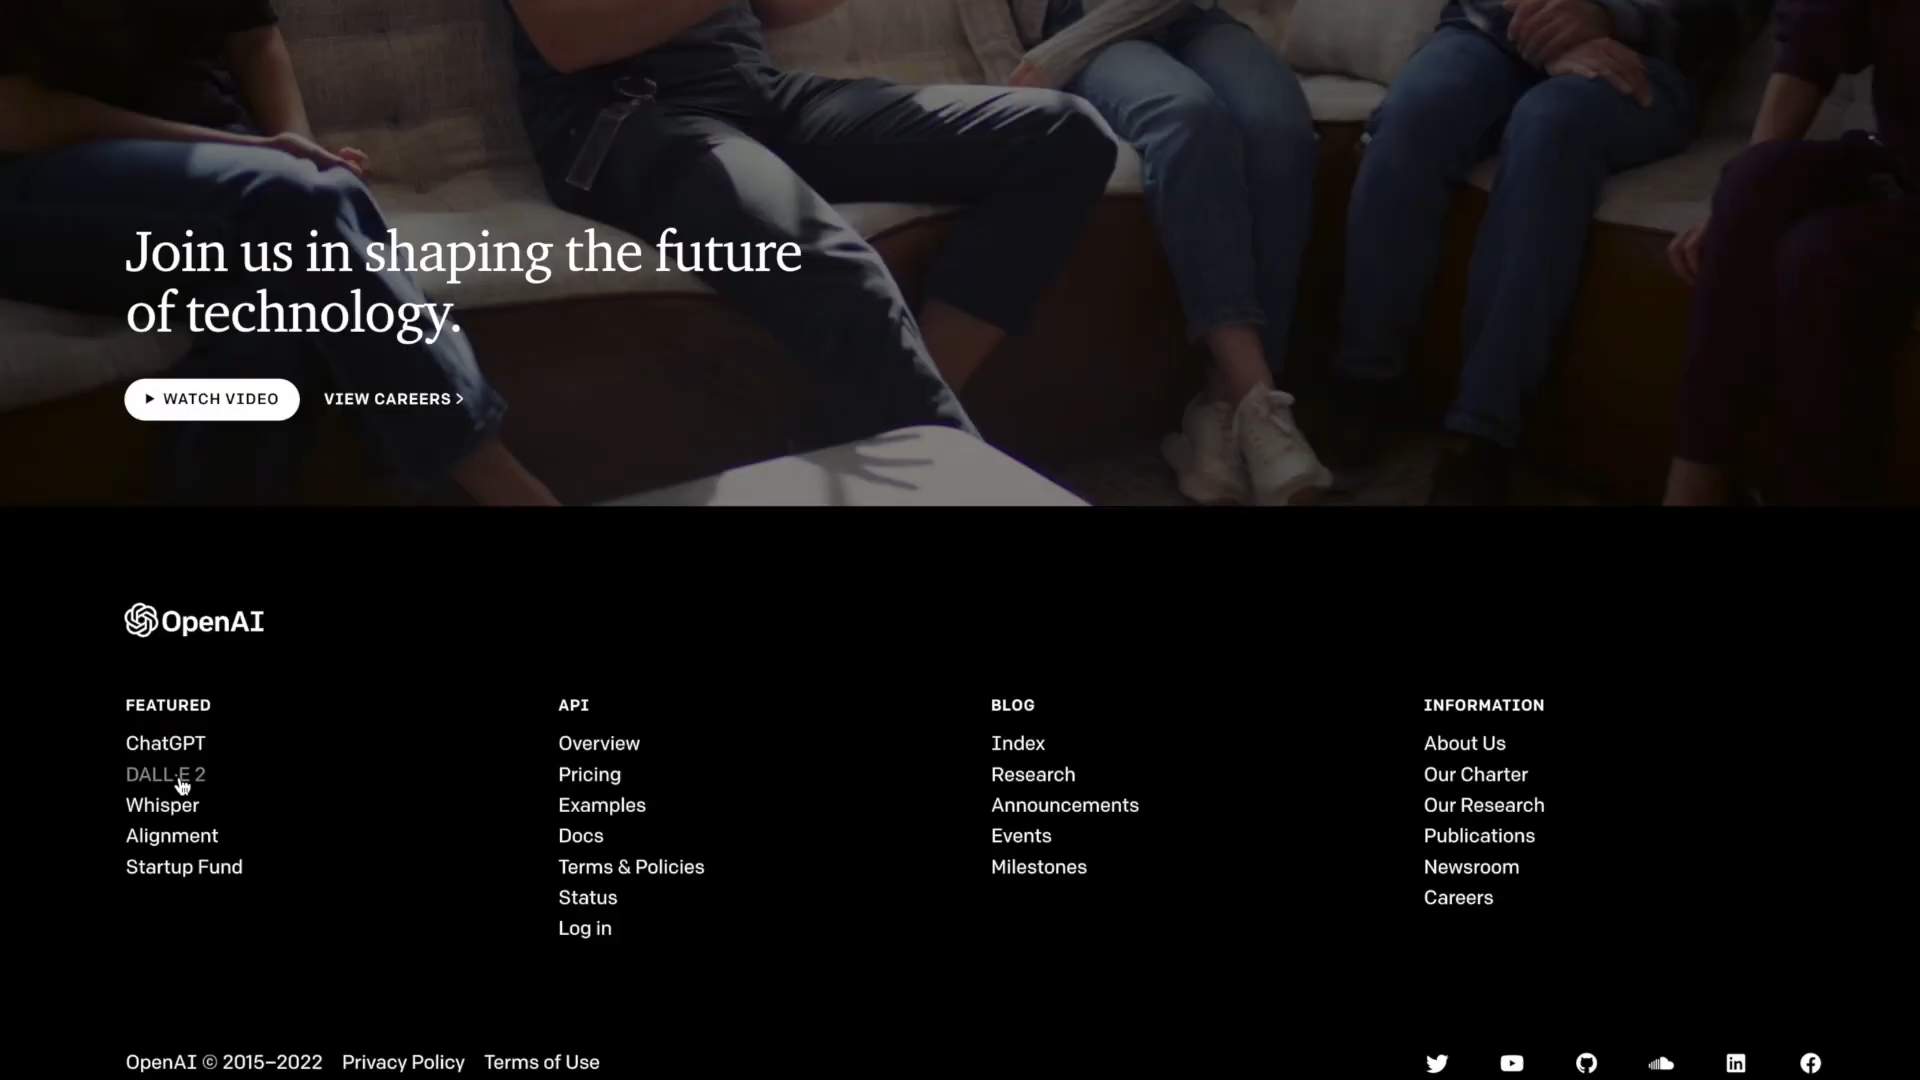 Join us in shaping the future
of technology.
WATCH VIDEO
VIEW CAREERS >
OpenAI
FEATURED
ChatGPT
DALL·E 2
Whisper
Alignment
Startup Fund
API
Overview
Pricing
Examples
Docs
Terms & Policies
Status
Log in
BLOG
Index
Research
Announcements
Events
Milestones
INFORMATION
About Us
Our Charter
Our Research
Publications
Newsroom
Careers
OpenAI © 2015–2022 Privacy Policy Terms of Use